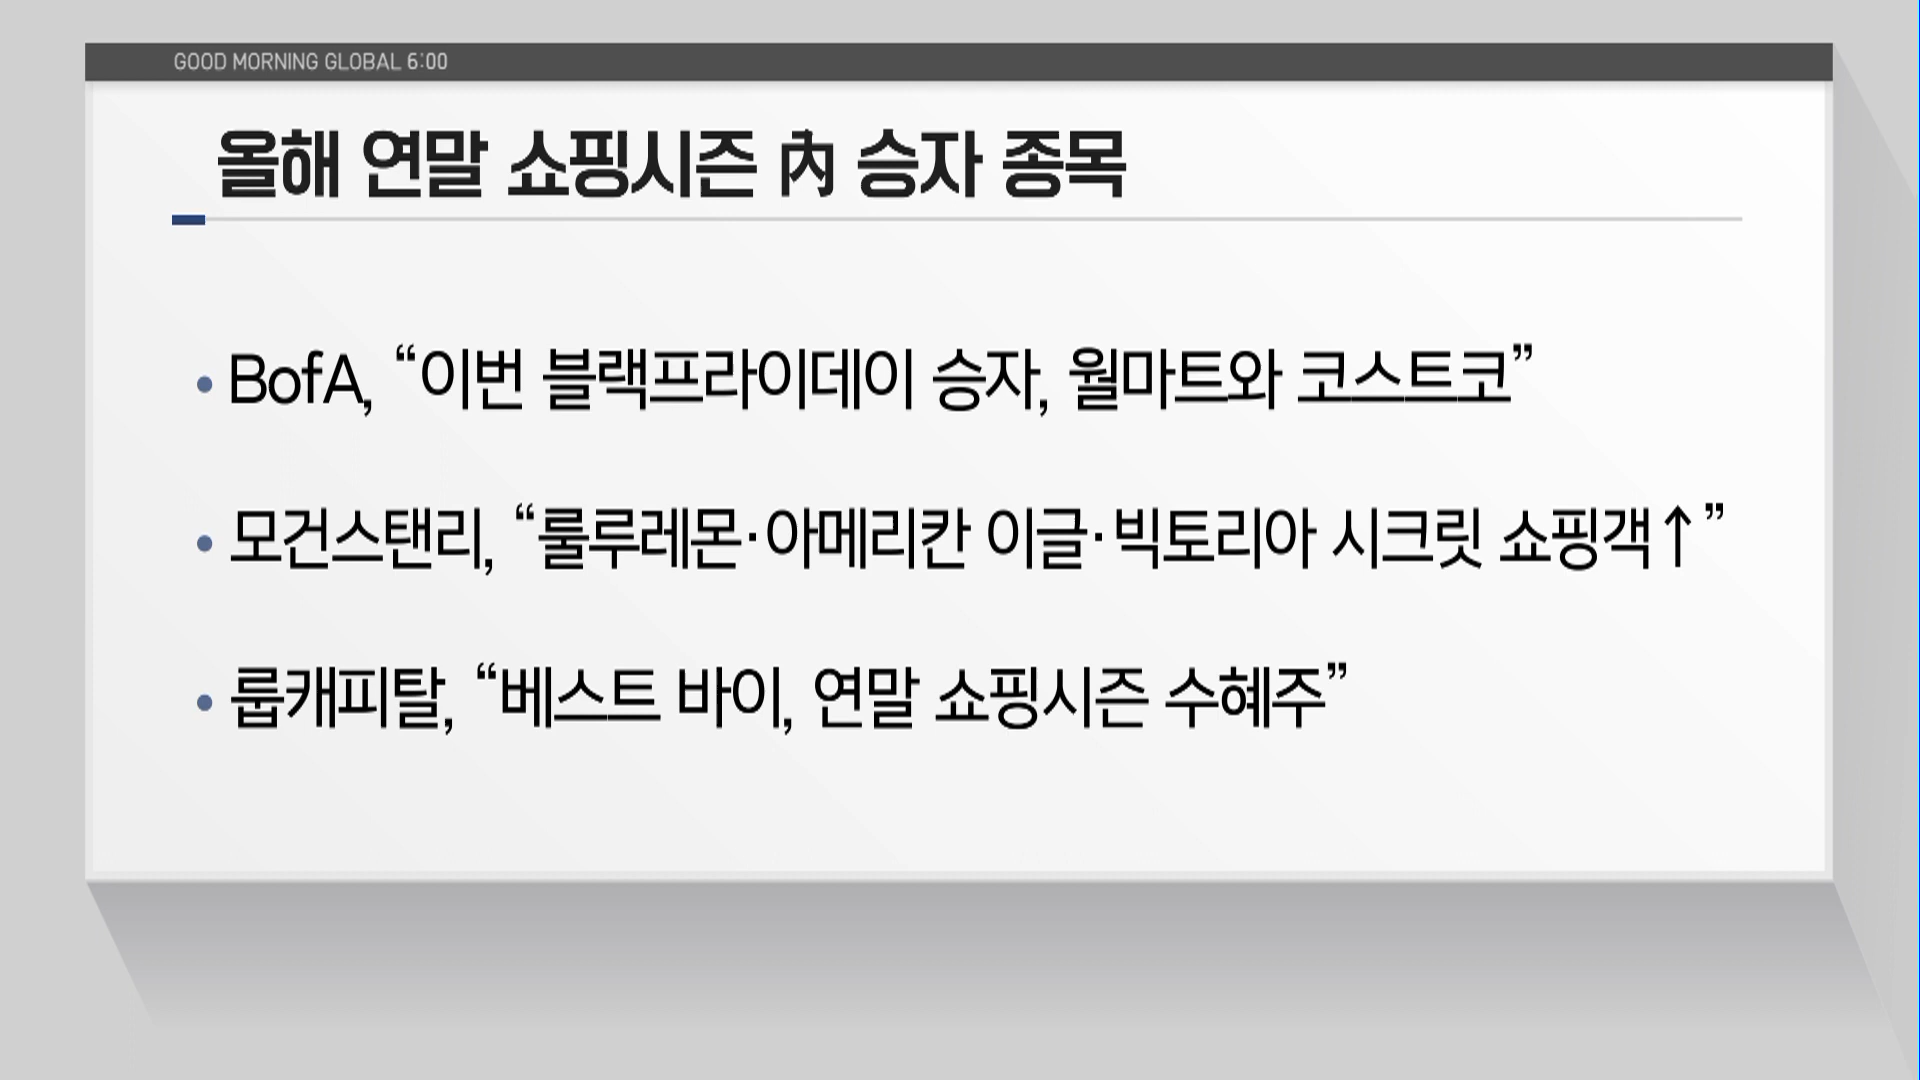 GOOD MORNING GLOBAL 6:00
올해 연말 쇼핑시즌 內 승자 종목
• BofA, “이번 블랙프라이데이 승자, 월마트와 코스트코”
• 모건스탠리, “룰루레몬·아메리칸 이글·빅토리아 시크릿 쇼핑객↑”
• 룹캐피탈, “베스트 바이, 연말 쇼핑시즌 수혜주”